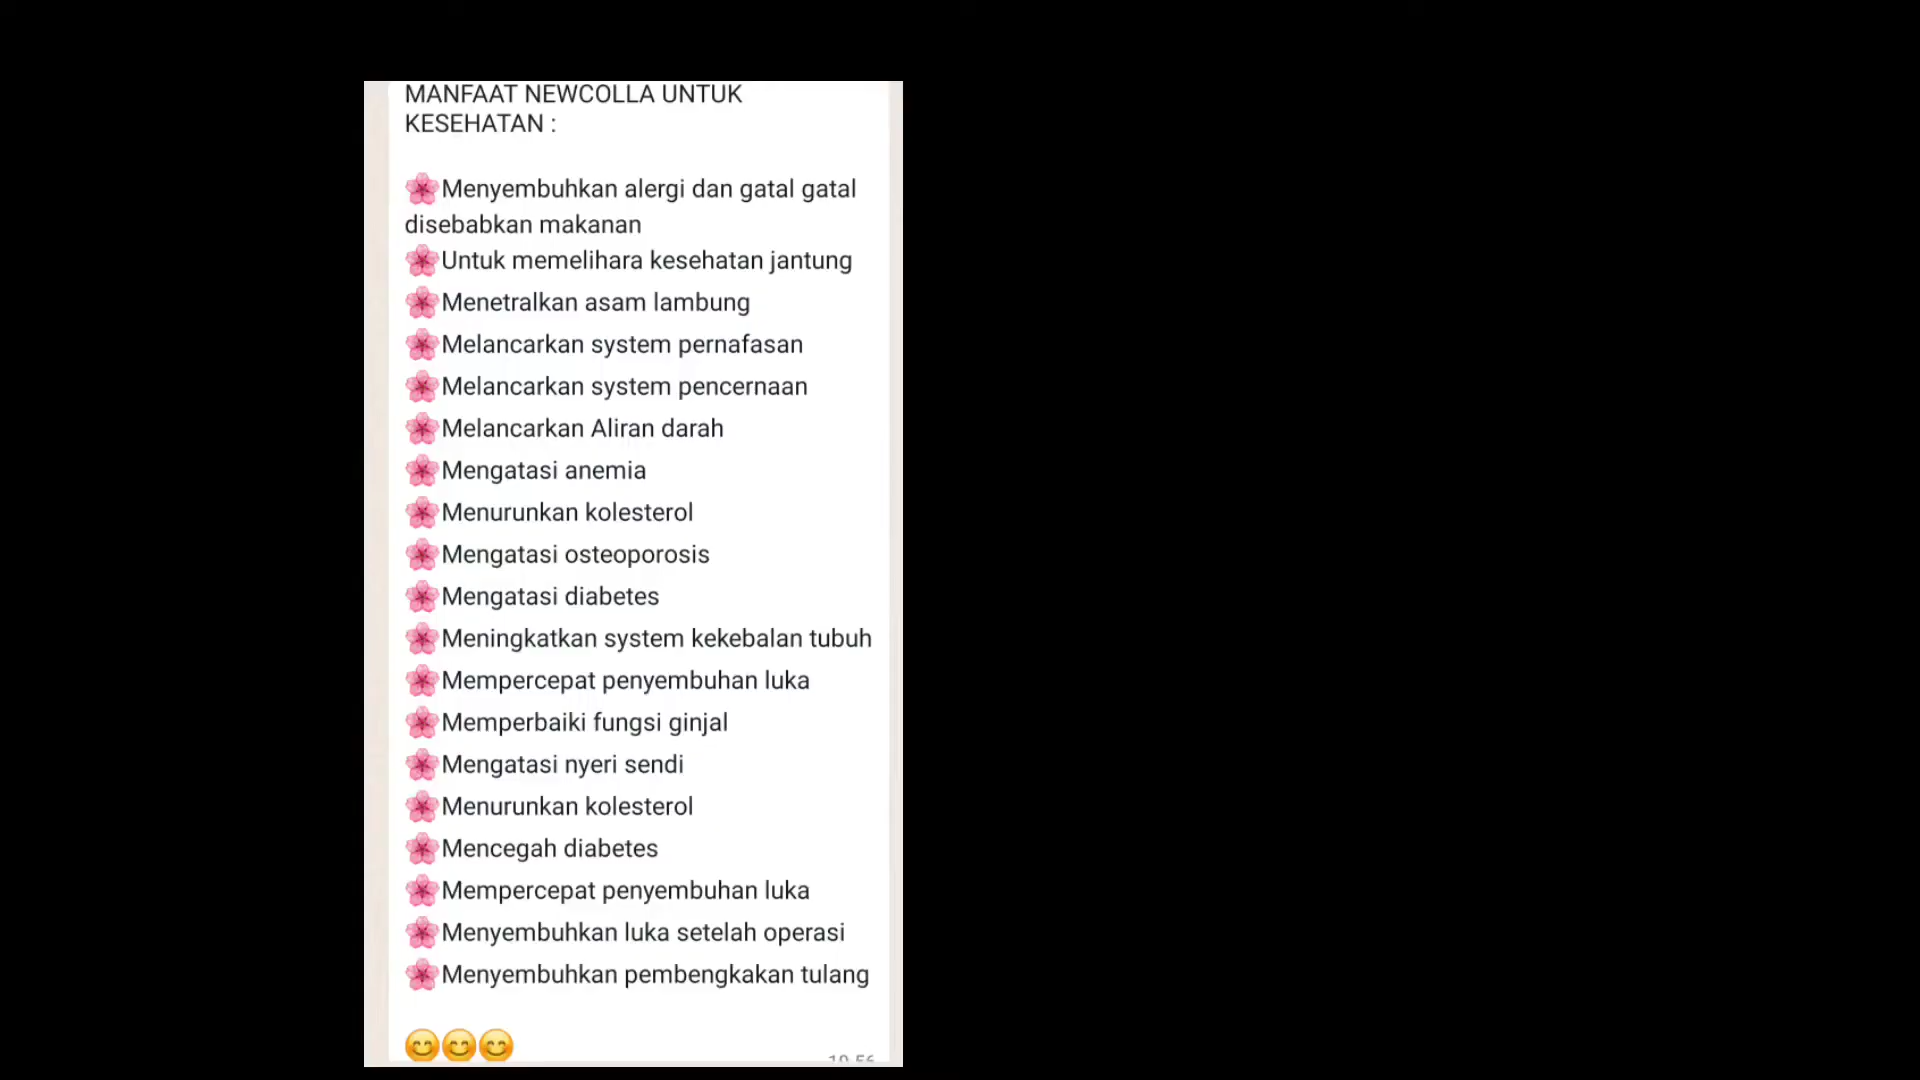 MANFAAT NEWCOLLA UNTUK
KESEHATAN :
🌸Menyembuhkan alergi dan gatal gatal
disebabkan makanan
🌸Untuk memelihara kesehatan jantung
🌸Menetralkan asam lambung
🌸Melancarkan system pernafasan
🌸Melancarkan system pencernaan
🌸Melancarkan Aliran darah
🌸Mengatasi anemia
🌸Menurunkan kolesterol
🌸Mengatasi osteoporosis
🌸Mengatasi diabetes
🌸Meningkatkan system kekebalan tubuh
🌸Mempercepat penyembuhan luka
🌸Memperbaiki fungsi ginjal
🌸Mengatasi nyeri sendi
🌸Menurunkan kolesterol
🌸Mencegah diabetes
🌸Mempercepat penyembuhan luka
🌸Menyembuhkan luka setelah operasi
🌸Menyembuhkan pembengkakan tulang
😊😊😊